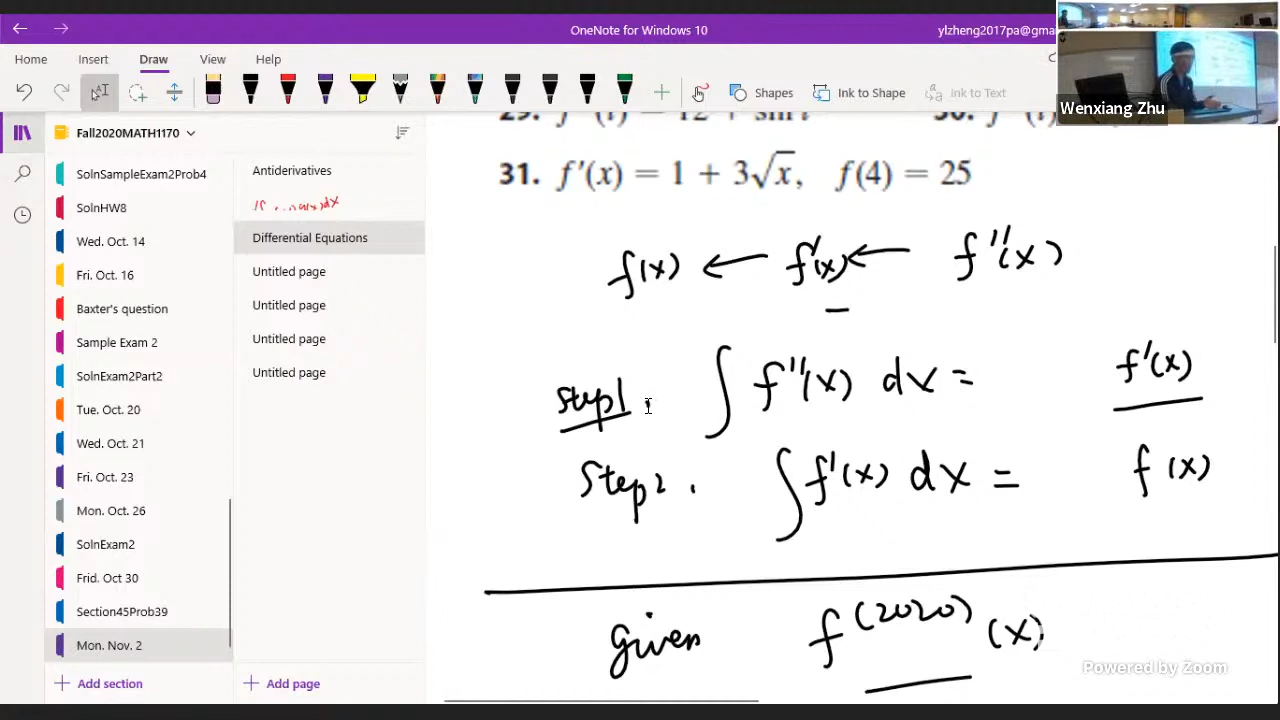 OneNote for Windows 10
ylzheng2017pa@gma
Home Insert Draw View Help
Shapes Ink to Shape Ink to Text
Wenxiang Zhu
Fall2020MATH1170
SolnSampleExam2Prob4
SolnHW8
Wed. Oct. 14
Fri. Oct. 16
Baxter's question
Sample Exam 2
SolnExam2Part2
Tue. Oct. 20
Wed. Oct. 21
Fri. Oct. 23
Mon. Oct. 26
SolnExam2
Frid. Oct 30
Section45Prob39
Mon. Nov. 2
Add section
Antiderivatives
Differential Equations
Untitled page
Untitled page
Untitled page
Untitled page
Add page
31. f'(x) = 1 + 3√x, f(4) = 25
f(x) ← f'(x) ← f''(x)
Step1. ∫ f''(x) dx = f'(x)
Step2. ∫ f'(x) dx = f(x)
given f^(2020) (x)
Powered by Zoom